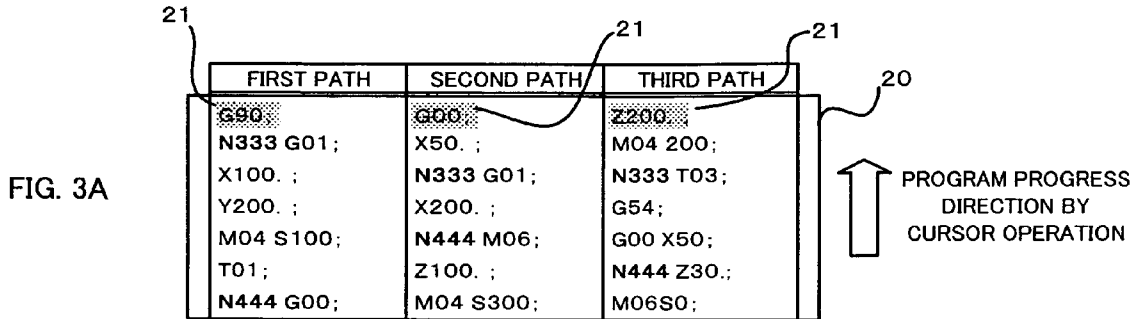 21
21
21
FIRST PATH SECOND PATH THIRD PATH
20
G90; G00; Z200. ;
N333 G01; X50. ; M04 200;
X100. ; N333 G01; N333 T03;
Y200. ; X200. ; G54;
M04 S100; N444 M06; G00 X50;
T01; Z100. ; N444 Z30.;
N444 G00; M04 S300; M06S0;
FIG. 3A
PROGRAM PROGRESS
DIRECTION BY
CURSOR OPERATION